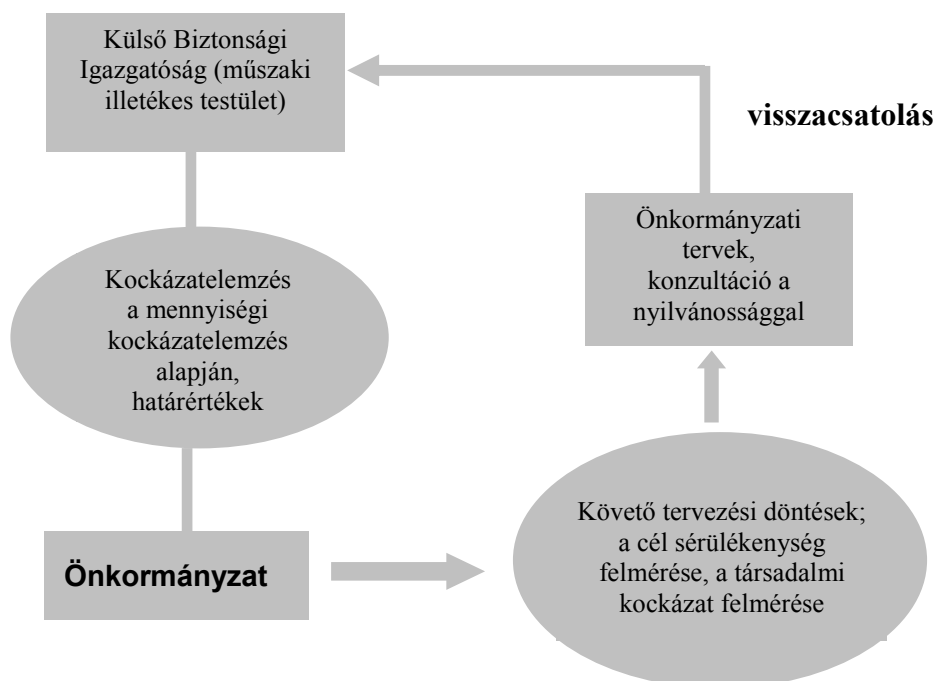 Külső Biztonsági
Igazgatóság (műszaki
illetékes testület)
visszacsatolás
Kockázatelemzés
a mennyiségi
kockázatelemzés
alapján,
határértékek
Önkormányzat
Követő tervezési döntések;
a cél sérülékenység
felmérése, a társadalmi
kockázat felmérése
Önkormányzati
tervek,
konzultáció a
nyilvánossággal